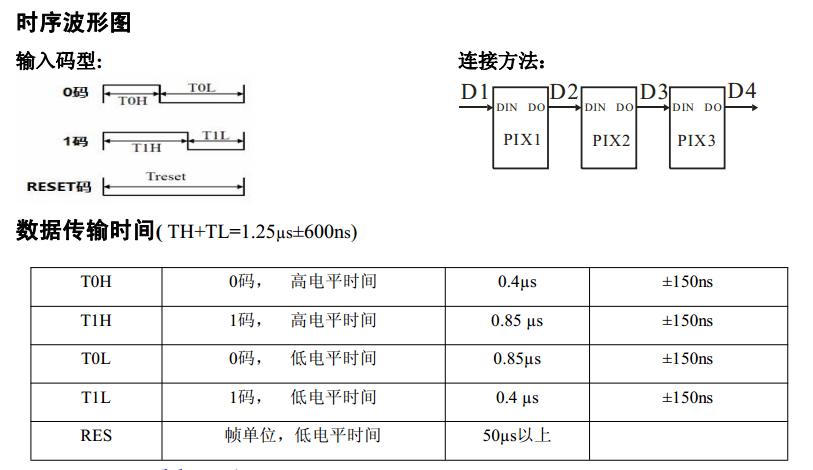 时序波形图
输入码型:
连接方法：
0码
T0H
T0L
1码
T1H
T1L
RESET码
Treset
D1
D2
D3
D4
DIN DO
PIX1
DIN DO
PIX2
DIN DO
PIX3
数据传输时间( TH+TL=1.25µs±600ns)
T0H 0码， 高电平时间 0.4µs ±150ns
T1H 1码， 高电平时间 0.85 µs ±150ns
T0L 0码， 低电平时间 0.85µs ±150ns
T1L 1码， 低电平时间 0.4 µs ±150ns
RES 帧单位，低电平时间 50µs以上